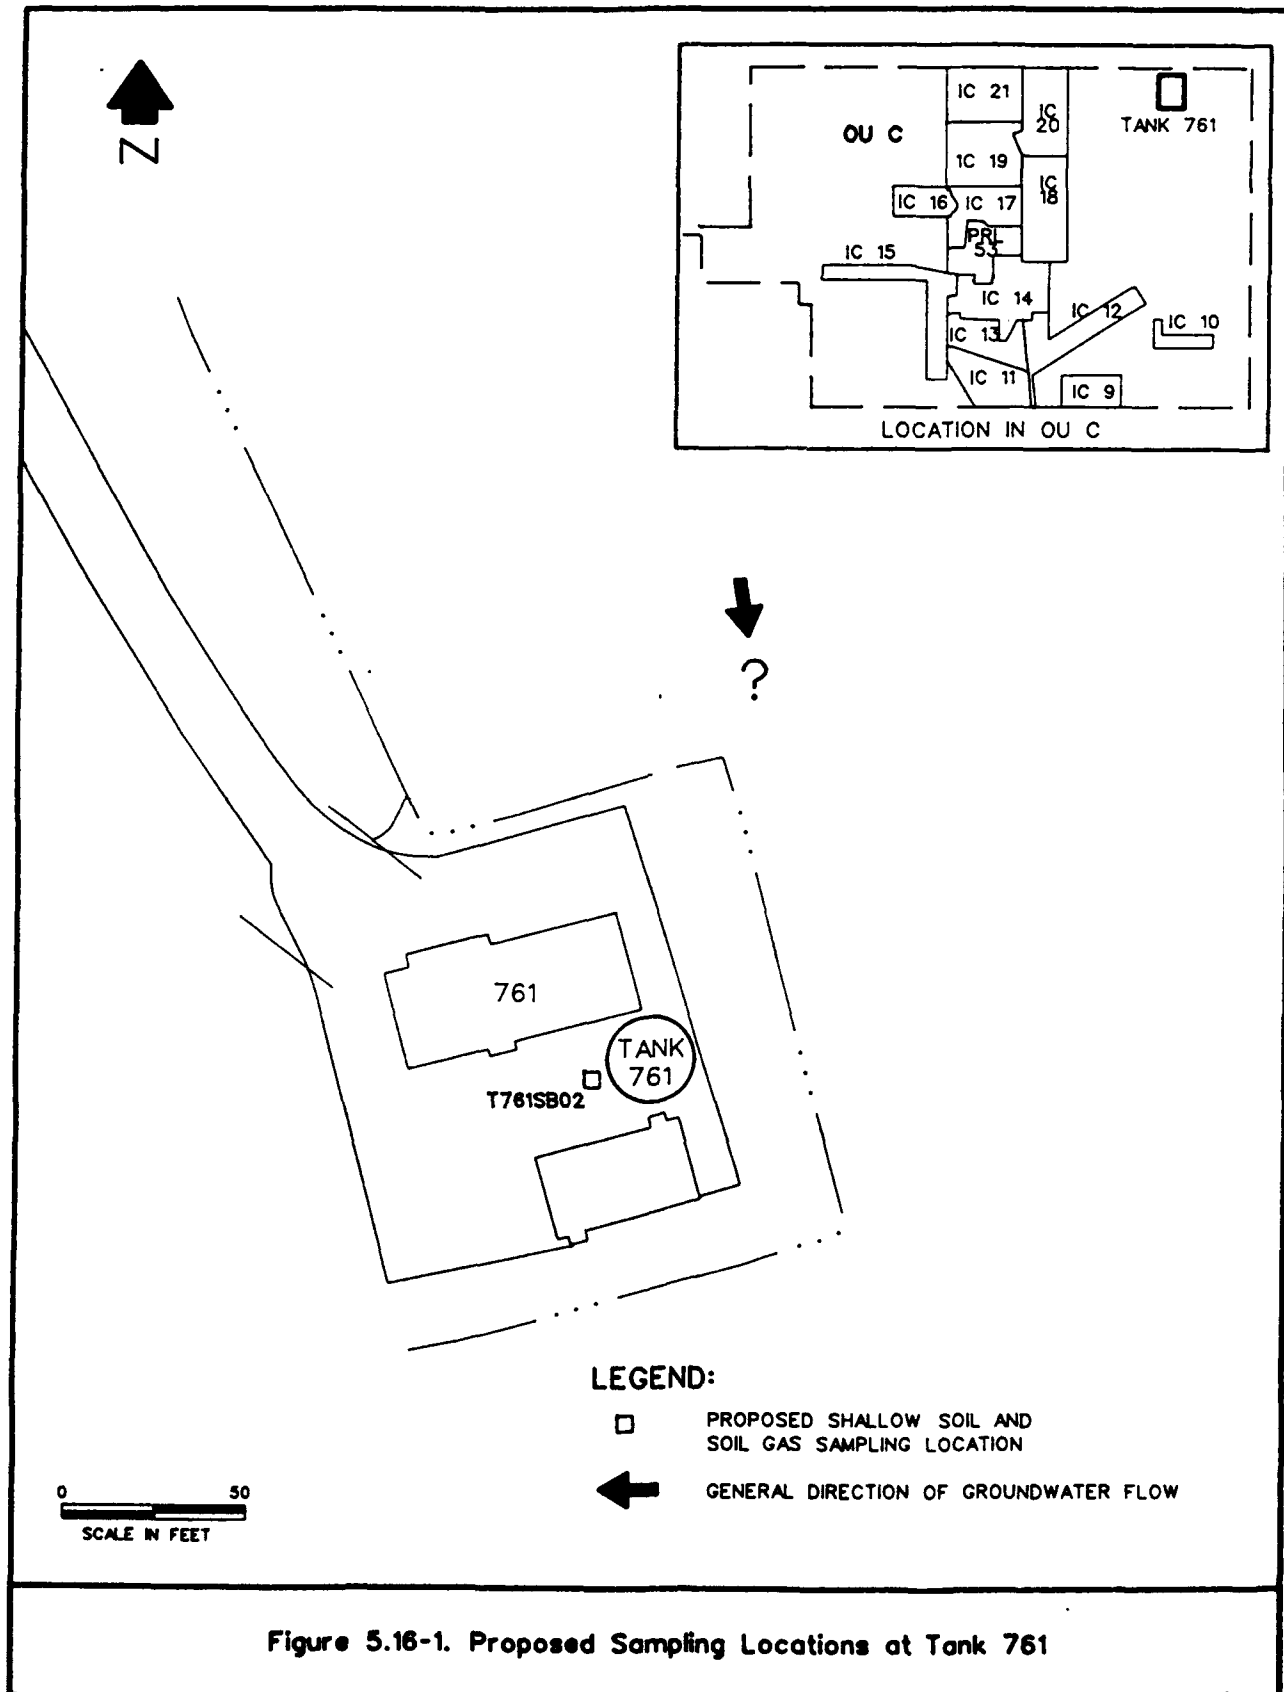 Z
IC 21
IC
20
TANK 761
OU C
IC 19
IC
18
IC 16
IC 17
PRL
53
IC 15
IC 14
IC 12
IC 10
IC 13
IC 11
IC 9
LOCATION IN OU C
?
761
TANK
761
T761SB02
LEGEND:
PROPOSED SHALLOW SOIL AND
SOIL GAS SAMPLING LOCATION
GENERAL DIRECTION OF GROUNDWATER FLOW
0 50
SCALE IN FEET
Figure 5.16-1. Proposed Sampling Locations at Tank 761